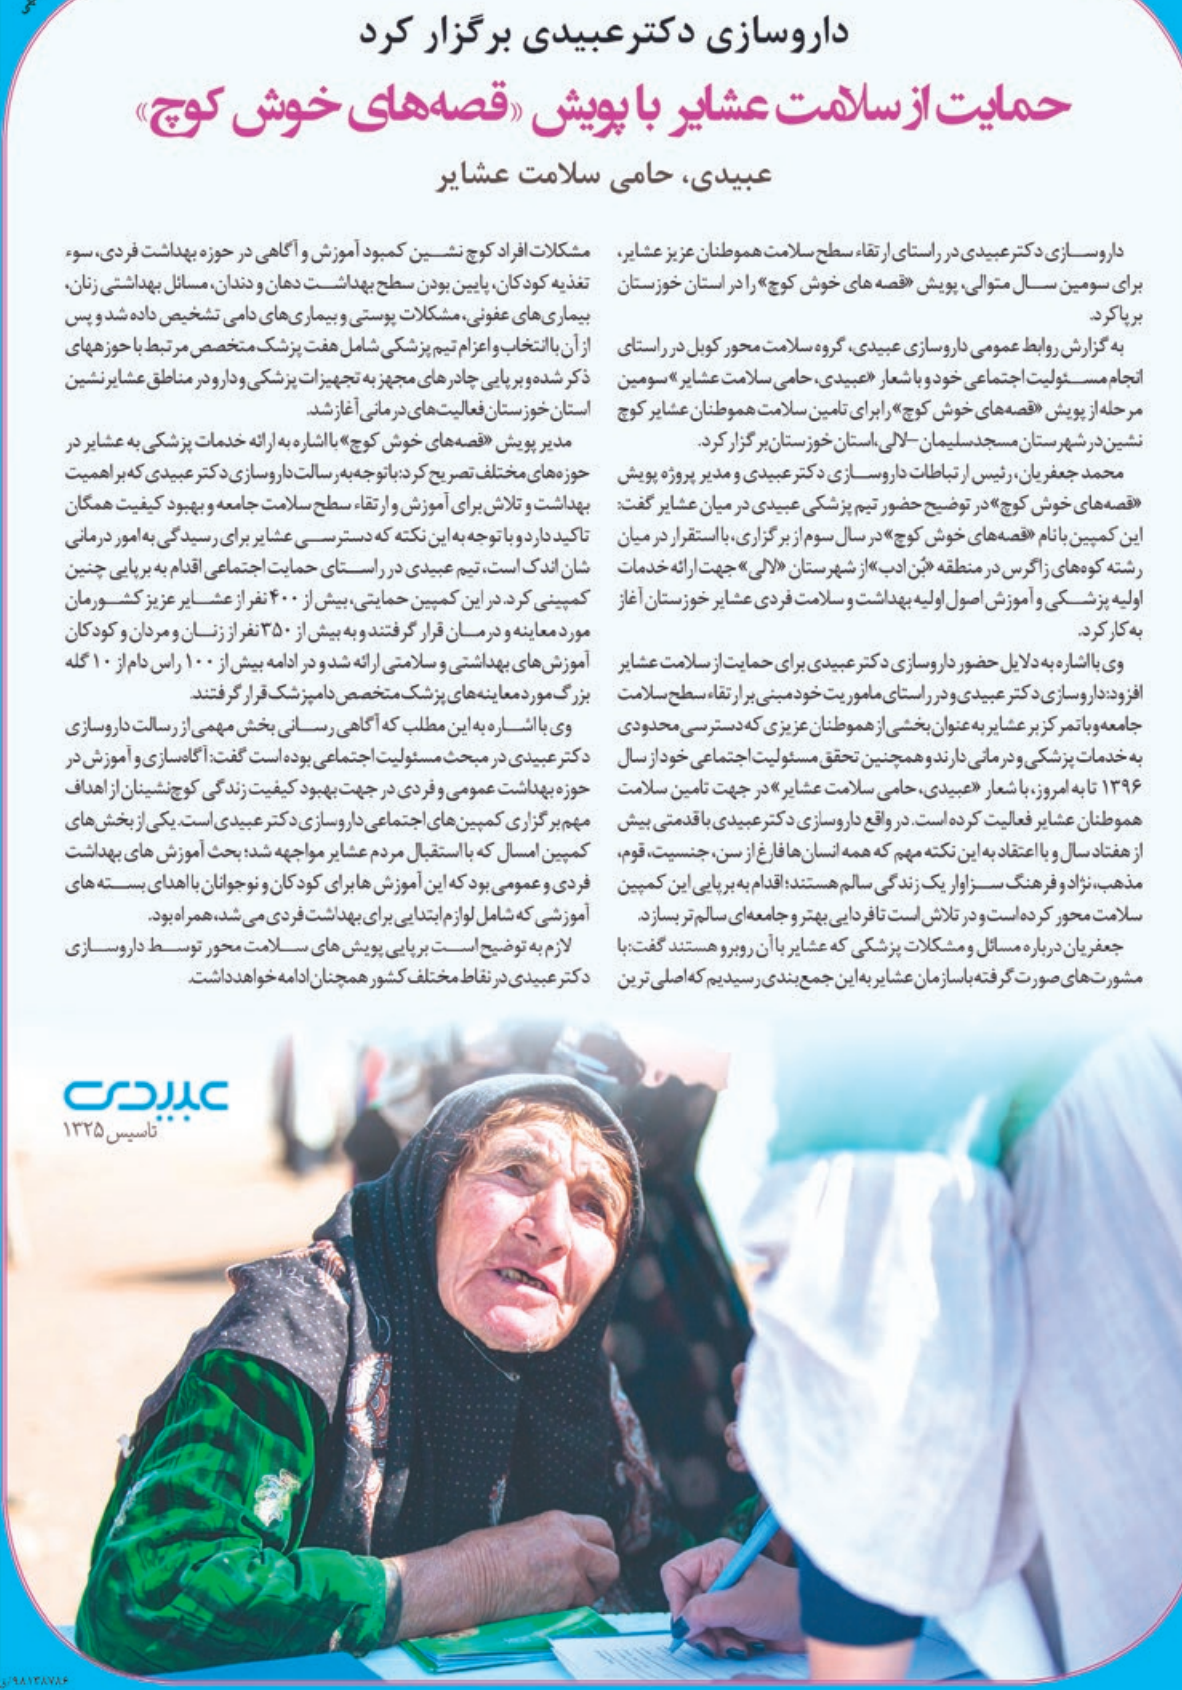 داروسازی دکتر عبیدی برگزار کرد
حمایت از سلامت عشایر با پویش «قصه‌های خوش کوچ»
عبیدی، حامی سلامت عشایر
داروسازی دکتر عبیدی در راستای ارتقاء سطح سلامت هموطنان عزیز عشایر،
برای سومین سال متوالی، پویش «قصه های خوش کوچ» را در استان خوزستان
برپا کرد.
به گزارش روابط عمومی داروسازی عبیدی، گروه سلامت محور کوبل در راستای
انجام مسئولیت اجتماعی خود و با شعار «عبیدی، حامی سلامت عشایر» سومین
مرحله از پویش «قصه‌های خوش کوچ» را برای تامین سلامت هموطنان عشایر کوچ
نشین در شهرستان مسجدسلیمان –لالی، استان خوزستان برگزار کرد.
محمد جعفریان، رئیس ارتباطات داروسازی دکتر عبیدی و مدیر پروژه پویش
«قصه‌های خوش کوچ» در توضیح حضور تیم پزشکی عبیدی در میان عشایر گفت:
این کمپین با نام «قصه‌های خوش کوچ» در سال سوم از برگزاری، با استقرار در میان
رشته کوه‌های زاگرس در منطقه «بُن ادب» از شهرستان «لالی» جهت ارائه خدمات
اولیه پزشکی و آموزش اصول اولیه بهداشت و سلامت فردی عشایر خوزستان آغاز
به کار کرد.
وی با اشاره به دلایل حضور داروسازی دکتر عبیدی برای حمایت از سلامت عشایر
افزود: داروسازی دکتر عبیدی و در راستای ماموریت خود مبنی بر ارتقاء سطح سلامت
جامعه و با تمرکز بر عشایر به عنوان بخشی از هموطنان عزیزی که دسترسی محدودی
به خدمات پزشکی و درمانی دارند و همچنین تحقق مسئولیت اجتماعی خود از سال
۱۳۹۶ تا به امروز، با شعار «عبیدی، حامی سلامت عشایر» در جهت تامین سلامت
هموطنان عشایر فعالیت کرده است. در واقع داروسازی دکتر عبیدی با قدمتی بیش
از هفتاد سال و با اعتقاد به این نکته مهم که همه انسان‌ها فارغ از سن، جنسیت، قوم،
مذهب، نژاد و فرهنگ سزاوار یک زندگی سالم هستند؛ اقدام به برپایی این کمپین
سلامت محور کرده است و در تلاش است تا فردایی بهتر و جامعه‌ای سالم تر بسازد.
جعفریان درباره مسائل و مشکلات پزشکی که عشایر با آن روبرو هستند گفت: با
مشورت‌های صورت گرفته با سازمان عشایر به این جمع‌بندی رسیدیم که اصلی ترین
مشکلات افراد کوچ نشین کمبود آموزش و آگاهی در حوزه بهداشت فردی، سوء
تغذیه کودکان، پایین بودن سطح بهداشت دهان و دندان، مسائل بهداشتی زنان،
بیماری‌های عفونی، مشکلات پوستی و بیماری‌های دامی تشخیص داده شد و پس
از آن با انتخاب و اعزام تیم پزشکی شامل هفت پزشک متخصص مرتبط با حوزههای
ذکر شده و برپایی چادرهای مجهز به تجهیزات پزشکی و دارو در مناطق عشایرنشین
استان خوزستان فعالیت‌های درمانی آغاز شد.
مدیر پویش «قصه‌های خوش کوچ» با اشاره به ارائه خدمات پزشکی به عشایر در
حوزه‌های مختلف تصریح کرد: با توجه به رسالت داروسازی دکتر عبیدی که بر اهمیت
بهداشت و تلاش برای آموزش و ارتقاء سطح سلامت جامعه و بهبود کیفیت همگان
تاکید دارد و با توجه به این نکته که دسترسی عشایر برای رسیدگی به امور درمانی
شان اندک است، تیم عبیدی در راستای حمایت اجتماعی اقدام به برپایی چنین
کمپینی کرد. در این کمپین حمایتی، بیش از ۴۰۰ نفر از عشایر عزیز کشورمان
مورد معاینه و درمان قرار گرفتند و به بیش از ۳۵۰ نفر از زنان و مردان و کودکان
آموزش‌های بهداشتی و سلامتی ارائه شد و در ادامه بیش از ۱۰۰ راس دام از ۱۰ گله
بزرگ مورد معاینه‌های پزشک متخصص دامپزشک قرار گرفتند.
وی با اشاره به این مطلب که آگاهی رسانی بخش مهمی از رسالت داروسازی
دکتر عبیدی در مبحث مسئولیت اجتماعی بوده است گفت: آگاه‌سازی و آموزش در
حوزه بهداشت عمومی و فردی در جهت بهبود کیفیت زندگی کوچ‌نشینان از اهداف
مهم برگزاری کمپین‌های اجتماعی داروسازی دکتر عبیدی است. یکی از بخش‌های
کمپین امسال که با استقبال مردم عشایر مواجهه شد؛ بحث آموزش های بهداشت
فردی و عمومی بود که این آموزش ها برای کودکان و نوجوانان با اهدای بسته های
آموزشی که شامل لوازم ابتدایی برای بهداشت فردی می شد، همراه بود.
لازم به توضیح است برپایی پویش های سلامت محور توسط داروسازی
دکتر عبیدی در نقاط مختلف کشور همچنان ادامه خواهد داشت.
عبیدی
تاسیس ۱۳۲۵